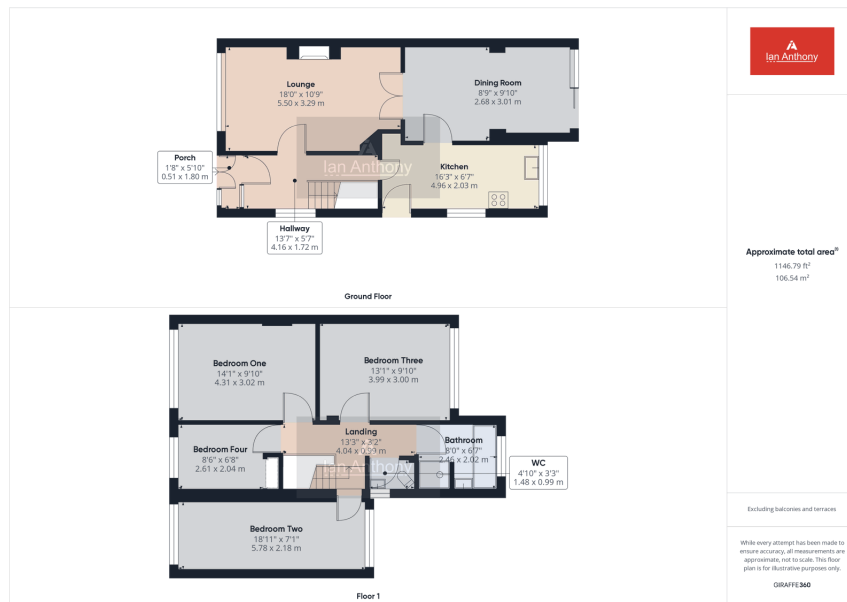 Lounge
18'0" x 10'9"
5.50 x 3.29 m
Dining Room
8'9" x 9'10"
2.68 x 3.01 m
Porch
1'8" x 5'10"
0.51 x 1.80 m
Ian Anthony
Kitchen
16'3" x 6'7"
4.96 x 2.03 m
Hallway
13'7" x 5'7"
4.16 x 1.72 m
Ground Floor
Bedroom One
14'1" x 9'10"
4.31 x 3.02 m
Bedroom Three
13'1" x 9'10"
3.99 x 3.00 m
Landing
13'3" x 3'2"
4.04 x 0.99 m
Bedroom Four
8'6" x 6'8"
2.61 x 2.04 m
Bathroom
8'0" x 6'7"
2.46 x 2.02 m
Ian Anthony
WC
4'10" x 3'3"
1.48 x 0.99 m
Bedroom Two
18'11" x 7'1"
5.78 x 2.18 m
Floor 1
Ian Anthony
Approximate total area⁽¹⁾
1146.79 ft²
106.54 m²
Excluding balconies and terraces
While every attempt has been made to
ensure accuracy, all measurements are
approximate, not to scale. This floor
plan is for illustrative purposes only.
GIRAFFE360